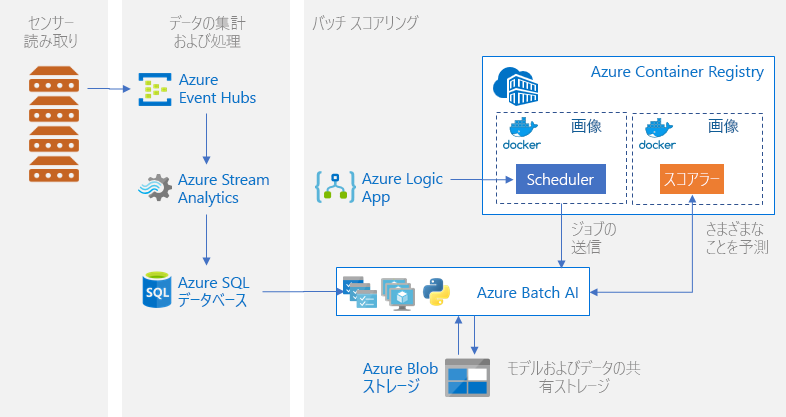 センサー
読み取り
データの集計
および処理
バッチ スコアリング
Azure
Event Hubs
Azure Stream
Analytics
SQL
Azure SQL
データベース
Azure Logic
App
Azure Container Registry
docker
画像
Scheduler
docker
画像
スコアラー
ジョブの
送信
さまざまな
ことを予測
Azure Batch AI
Azure Blob
ストレージ
モデルおよびデータの共
有ストレージ